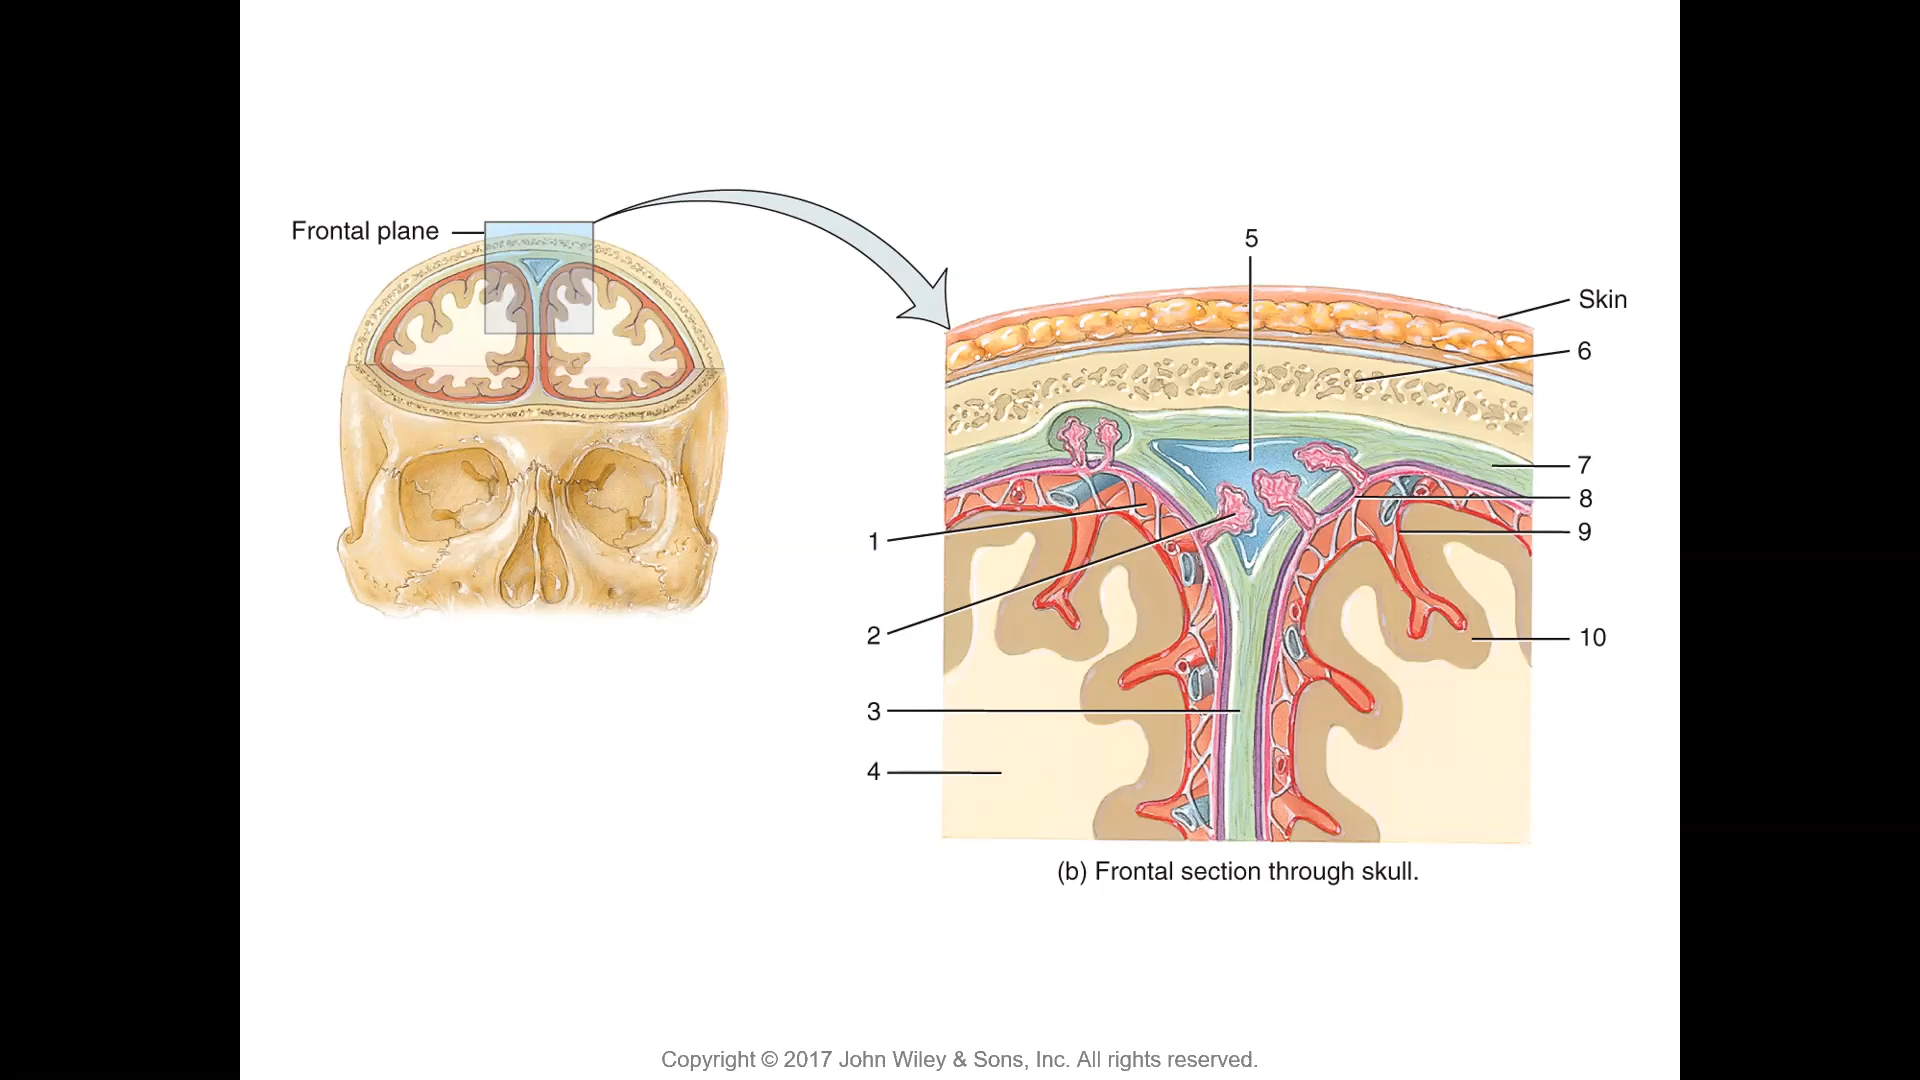 Frontal plane
5
Skin
6
7
8
9
1
2
10
3
4
(b) Frontal section through skull.
Copyright © 2017 John Wiley & Sons, Inc. All rights reserved.